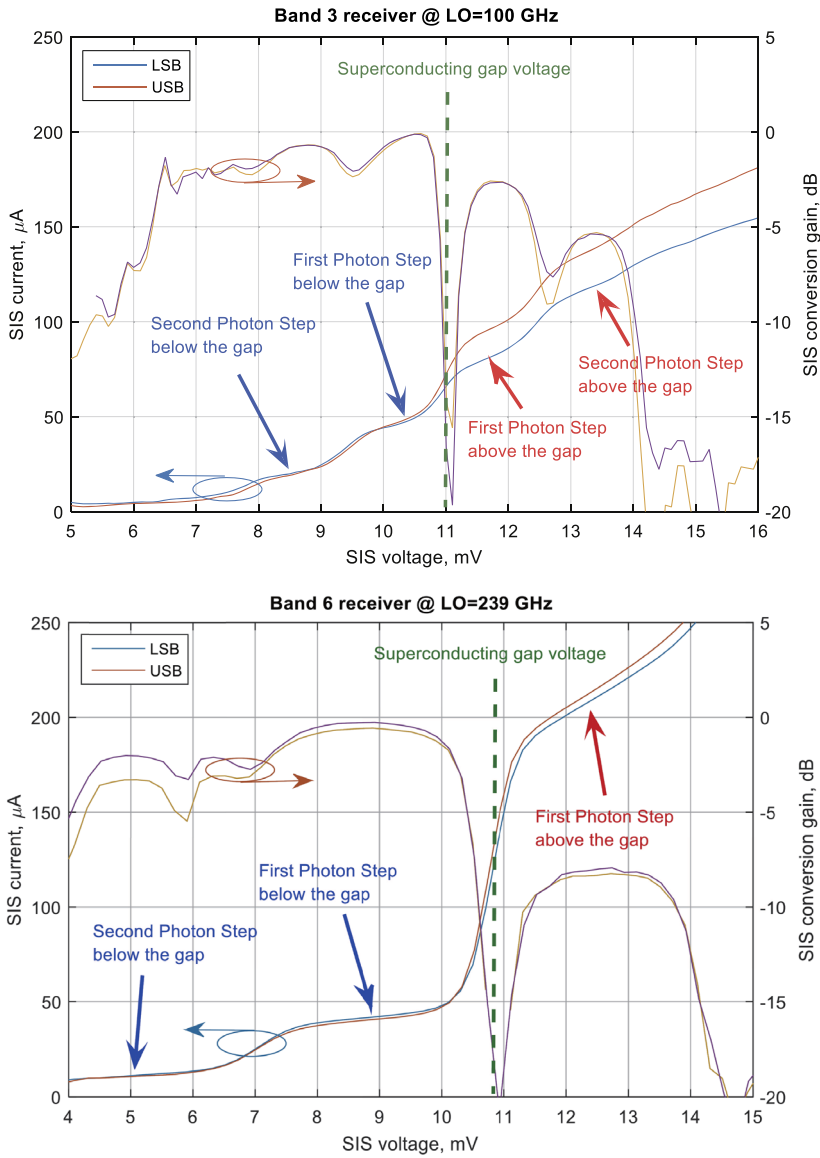 Band 3 receiver @ LO=100 GHz
250
200
150
100
50
0
SIS current, μA
LSB
USB
Superconducting gap voltage
First Photon Step
below the gap
Second Photon Step
below the gap
Second Photon Step
above the gap
First Photon Step
above the gap
5
0
-5
-10
-15
-20
SIS conversion gain, dB
5 6 7 8 9 10 11 12 13 14 15 16
SIS voltage, mV
Band 6 receiver @ LO=239 GHz
250
200
150
100
50
0
SIS current, μA
LSB
USB
Superconducting gap voltage
First Photon Step
above the gap
First Photon Step
below the gap
Second Photon Step
below the gap
5
0
-5
-10
-15
-20
SIS conversion gain, dB
4 5 6 7 8 9 10 11 12 13 14 15
SIS voltage, mV